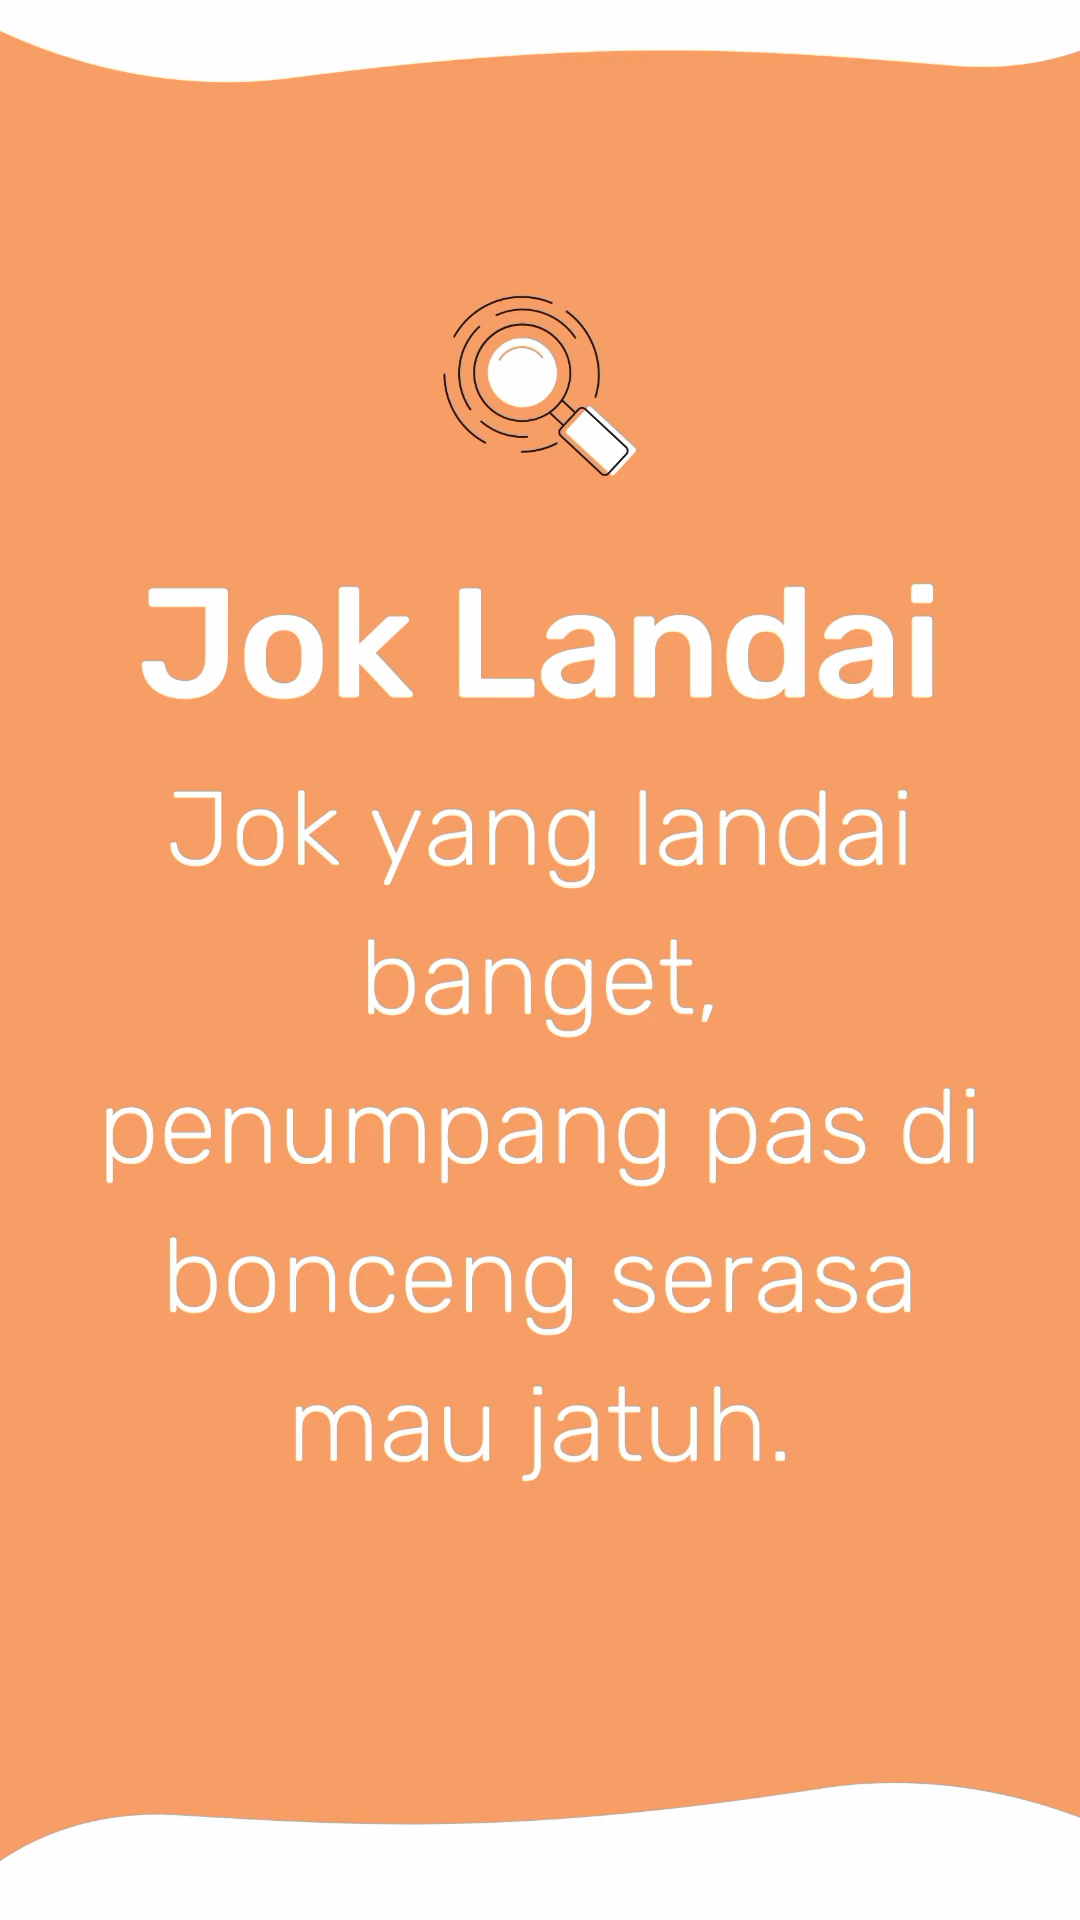 Jok Landai
Jok yang landai
banget,
penumpang pas di
bonceng serasa
mau jatuh.